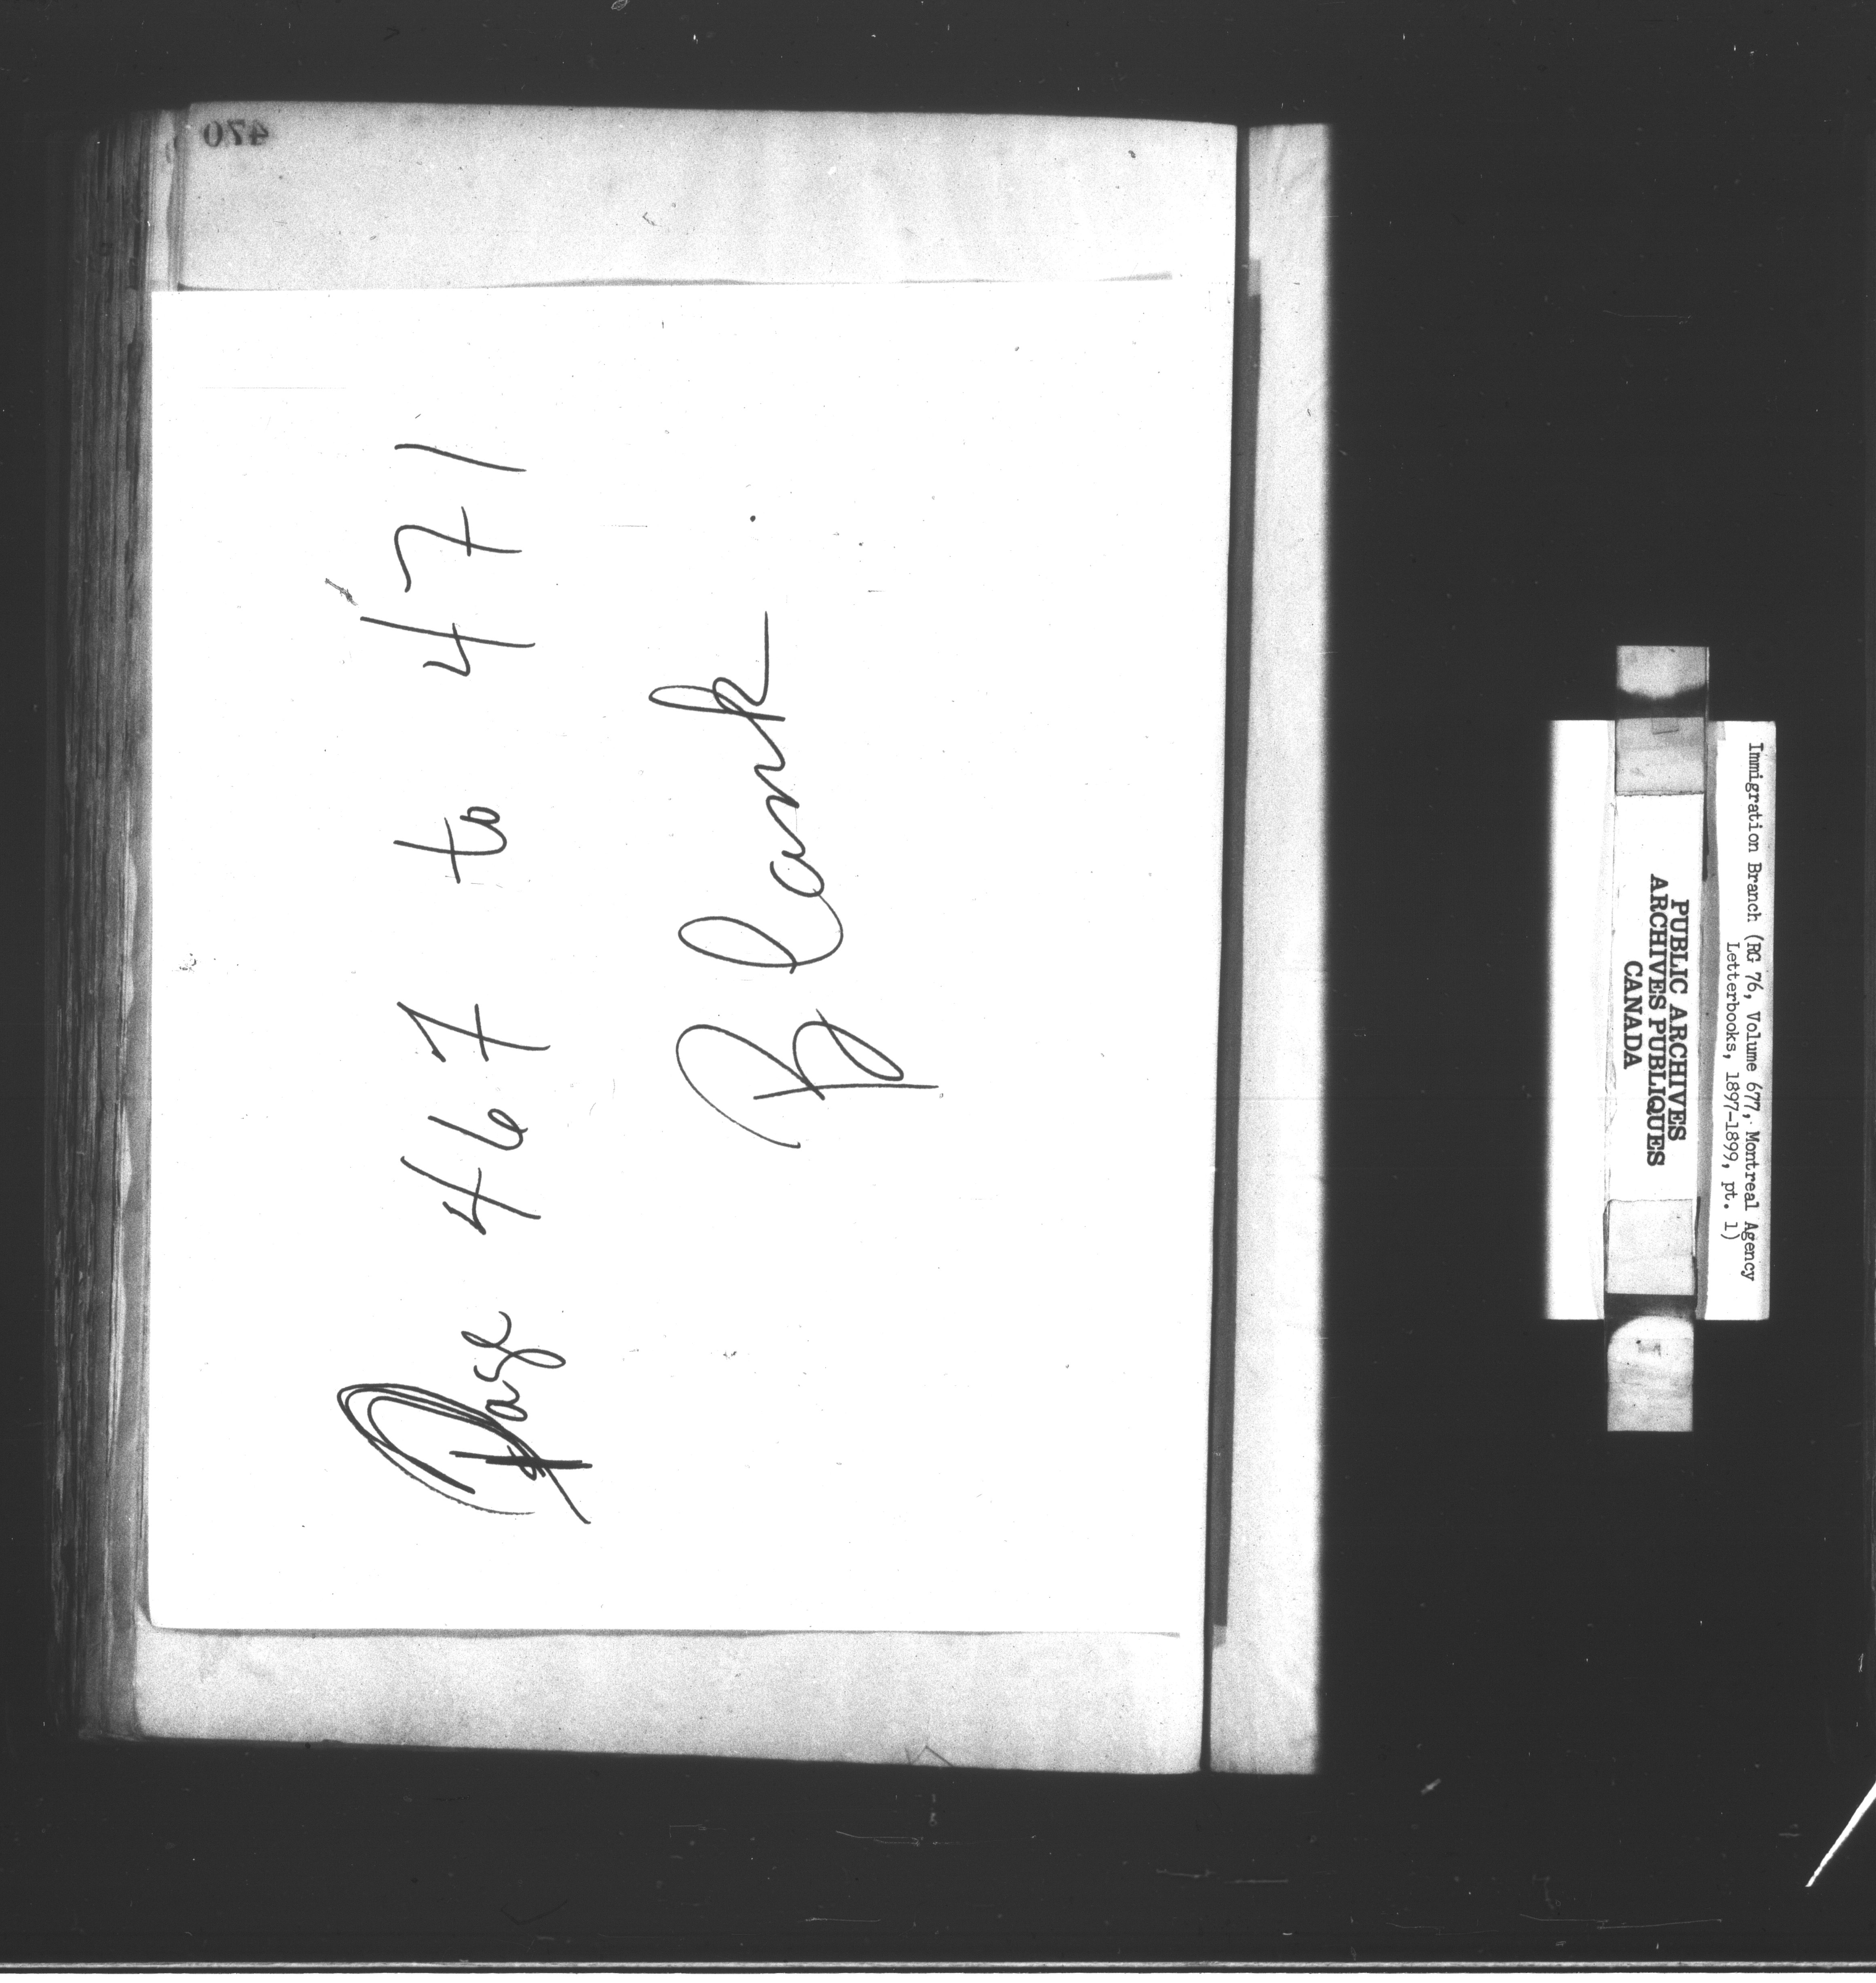 470
Page 467 to 471
Blank
PUBLIC ARCHIVES
ARCHIVES PUBLIQUES
CANADA
Immigration Branch (RG 76, Volume 677, Montreal Agency
Letterbooks, 1897-1899, pt. 1)